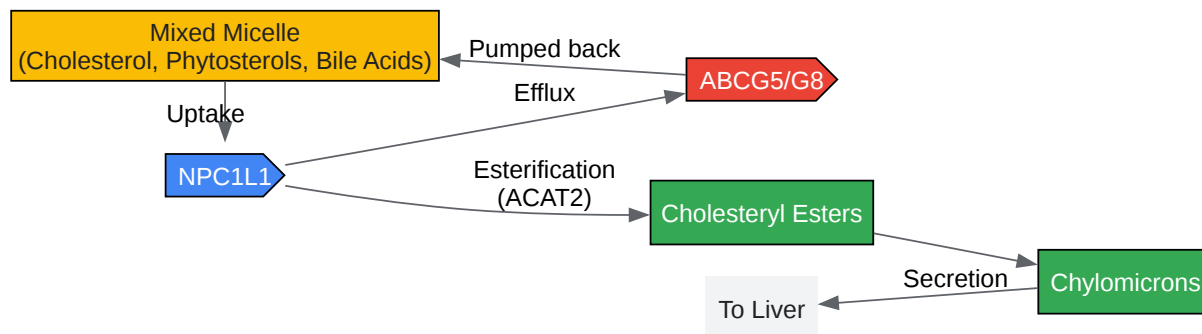 Mixed Micelle
(Cholesterol, Phytosterols, Bile Acids)
Pumped back
ABCG5/G8
Efflux
Uptake
NPC1L1
Esterification
(ACAT2)
Cholesteryl Esters
Chylomicrons
Secretion
To Liver